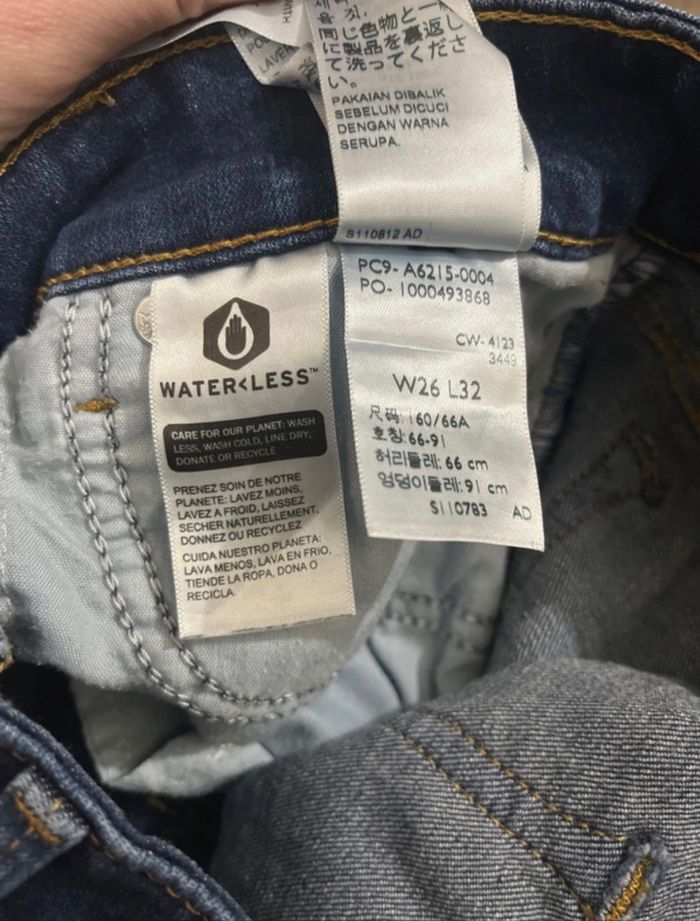 同じ色物と一
に製品を裏返し
て洗ってくださ
い。
PAKAIAN DIBALIK
SEBELUM DICUCI
DENGAN WARNA
SERUPA.
S110812 AD
PC9- A6215-0004
PO- 1000493868
CW- 4123
3449
W26 L32
尺码: 160/66A
호칭: 66-91
허리둘레: 66 cm
엉덩이둘레: 91 cm
S110783 AD
WATER<LESS™
CARE FOR OUR PLANET: WASH
LESS, WASH COLD, LINE DRY,
DONATE OR RECYCLE
PRENEZ SOIN DE NOTRE
PLANETE: LAVEZ MOINS,
LAVEZ A FROID, LAISSEZ
SECHER NATURELLEMENT,
DONNEZ OU RECYCLEZ
CUIDA NUESTRO PLANETA:
LAVA MENOS, LAVA EN FRIO,
TIENDE LA ROPA, DONA O
RECICLA.